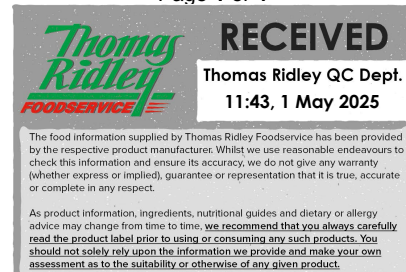 Thomas
Ridley
FOODSERVICE
RECEIVED
Thomas Ridley QC Dept.
11:43, 1 May 2025
The food information supplied by Thomas Ridley Foodservice has been provided
by the respective product manufacturer. Whilst we use reasonable endeavours to
check this information and ensure its accuracy, we do not give any warranty
(whether express or implied), guarantee or representation that it is true, accurate
or complete in any respect.
As product information, ingredients, nutritional guides and dietary or allergy
advice may change from time to time, we recommend that you always carefully
read the product label prior to using or consuming any such products. You
should not solely rely upon the information we provide and make your own
assessment as to the suitability or otherwise of any given product.